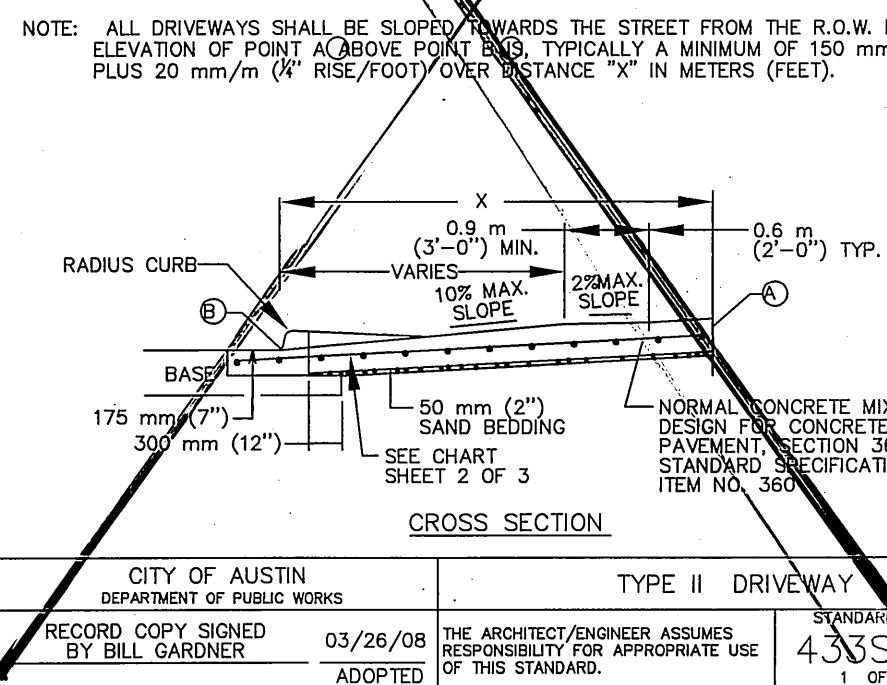 NOTE: ALL DRIVEWAYS SHALL BE SLOPED TOWARDS THE STREET FROM THE R.O.W.
ELEVATION OF POINT A ABOVE POINT B IS, TYPICALLY A MINIMUM OF 150 mm
PLUS 20 mm/m (¼" RISE/FOOT) OVER DISTANCE "X" IN METERS (FEET).
X
0.9 m
(3'-0") MIN.
0.6 m
(2'-0") TYP.
RADIUS CURB
VARIES
10% MAX.
SLOPE
2% MAX.
SLOPE
A
B
BASE
175 mm (7")
300 mm (12")
50 mm (2")
SAND BEDDING
SEE CHART
SHEET 2 OF 3
NORMAL CONCRETE MIX
DESIGN FOR CONCRETE
PAVEMENT, SECTION 36
STANDARD SPECIFICATI
ITEM NO. 360
CROSS SECTION
CITY OF AUSTIN
DEPARTMENT OF PUBLIC WORKS
TYPE II DRIVEWAY
RECORD COPY SIGNED
BY BILL GARDNER
03/26/08
ADOPTED
THE ARCHITECT/ENGINEER ASSUMES
RESPONSIBILITY FOR APPROPRIATE USE
OF THIS STANDARD.
STANDARD
433S
1 OF